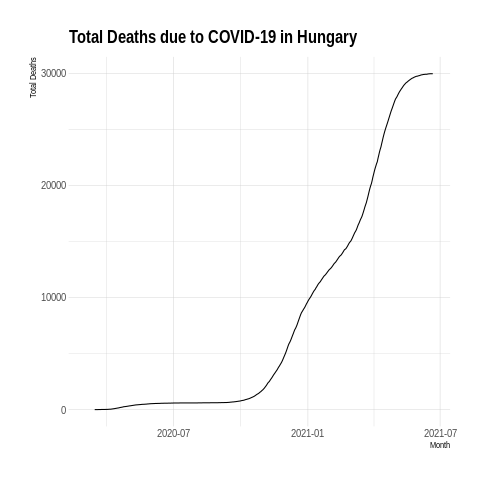 Total Deaths due to COVID-19 in Hungary
Total Deaths
30000
20000
10000
0
2020-07
2021-01
2021-07
Month